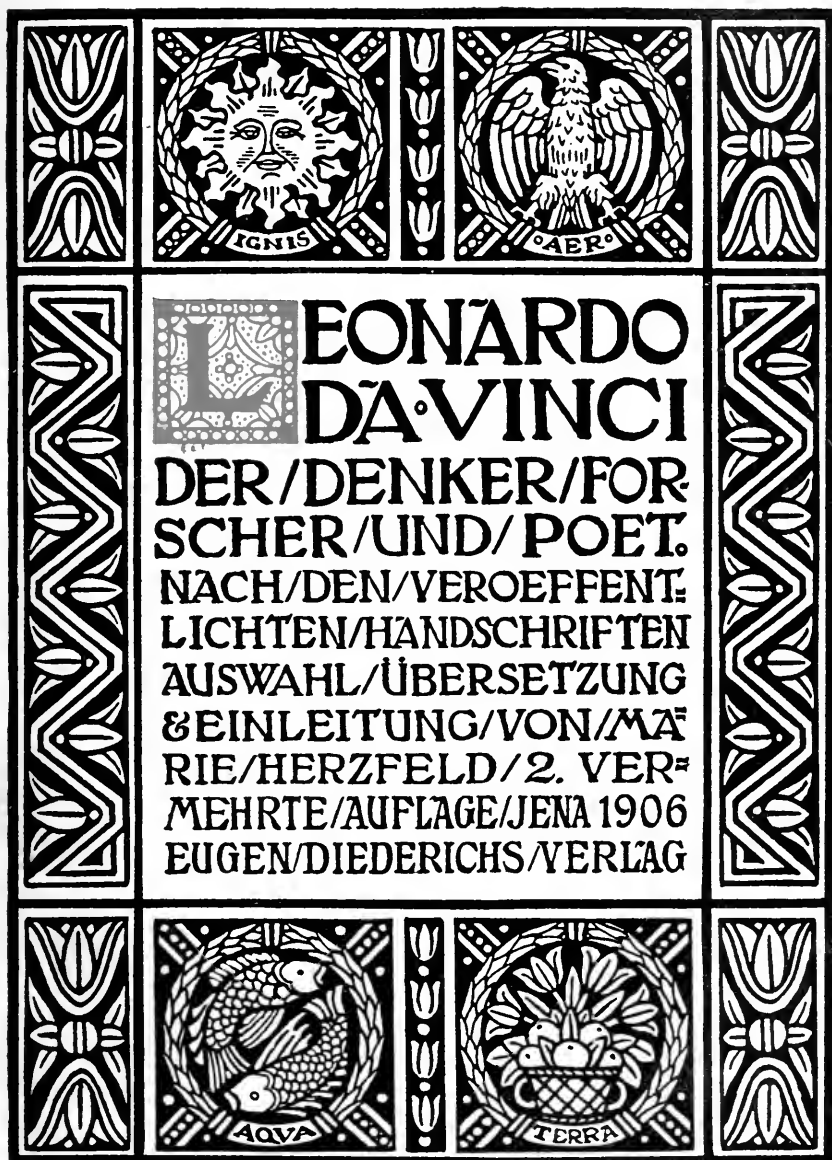 IGNIS
∘AER∘
LEONARDO
DA∘VINCI
DER/DENKER/FOR-
SCHER/UND/POET.
NACH/DEN/VEROEFFENT=
LICHTEN/HANDSCHRIFTEN
AUSWAHL/ÜBERSETZUNG
&EINLEITUNG/VON/MA=
RIE/HERZFELD/2. VER=
MEHRTE/AUFLAGE/JENA 1906
EUGEN/DIEDERICHS/VERLAG
AQVA
TERRA